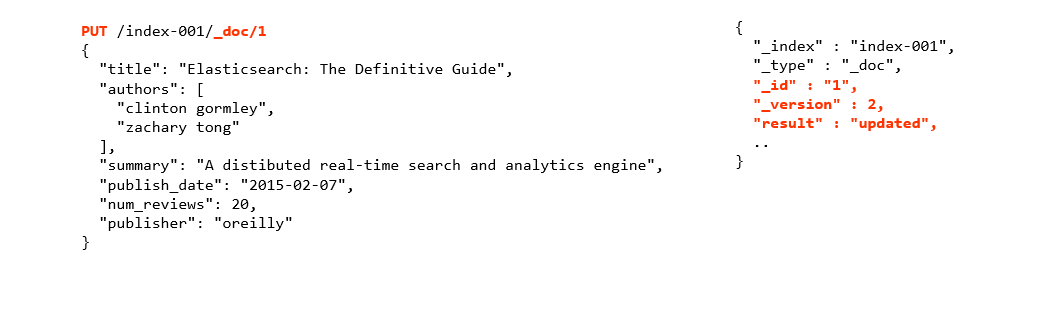 PUT /index-001/_doc/1
{
"title": "Elasticsearch: The Definitive Guide",
"authors": [
"clinton gormley",
"zachary tong"
],
"summary": "A distibuted real-time search and analytics engine",
"publish_date": "2015-02-07",
"num_reviews": 20,
"publisher": "oreilly"
}
{
"_index" : "index-001",
"_type" : "_doc",
"_id" : "1",
"_version" : 2,
"result" : "updated",
..
}